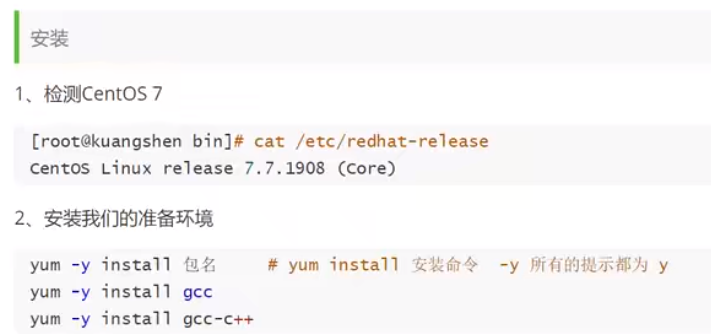 安装
1、检测CentOS 7
[root@kuangshen bin]# cat /etc/redhat-release
CentOS Linux release 7.7.1908 (Core)
2、安装我们的准备环境
yum -y install 包名 # yum install 安装命令 -y 所有的提示都为 y
yum -y install gcc
yum -y install gcc-c++